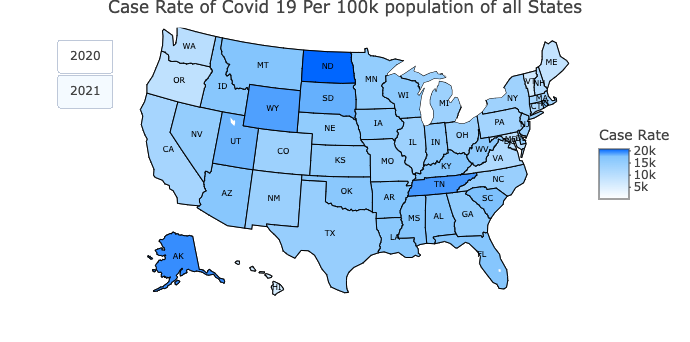 Case Rate of Covid 19 Per 100k population of all States
2020
2021
WA
OR
CA
NV
ID
MT
WY
UT
AZ
CO
NM
ND
SD
NE
KS
OK
TX
MN
IA
MO
AR
LA
WI
IL
MI
IN
OH
KY
TN
MS
AL
GA
FL
SC
NC
VA
WV
PA
NY
ME
VT
NH
MA
CT
NJ
AK
HI
Case Rate
20k
15k
10k
5k